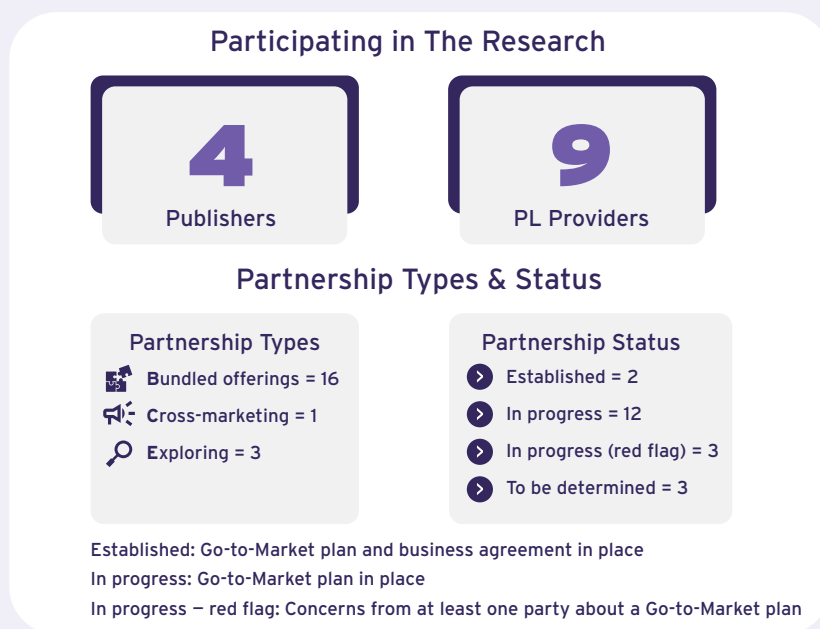 Participating in The Research
4
Publishers
9
PL Providers
Partnership Types & Status
Partnership Types
Bundled offerings = 16
Cross-marketing = 1
Exploring = 3
Partnership Status
Established = 2
In progress = 12
In progress (red flag) = 3
To be determined = 3
Established: Go-to-Market plan and business agreement in place
In progress: Go-to-Market plan in place
In progress – red flag: Concerns from at least one party about a Go-to-Market plan